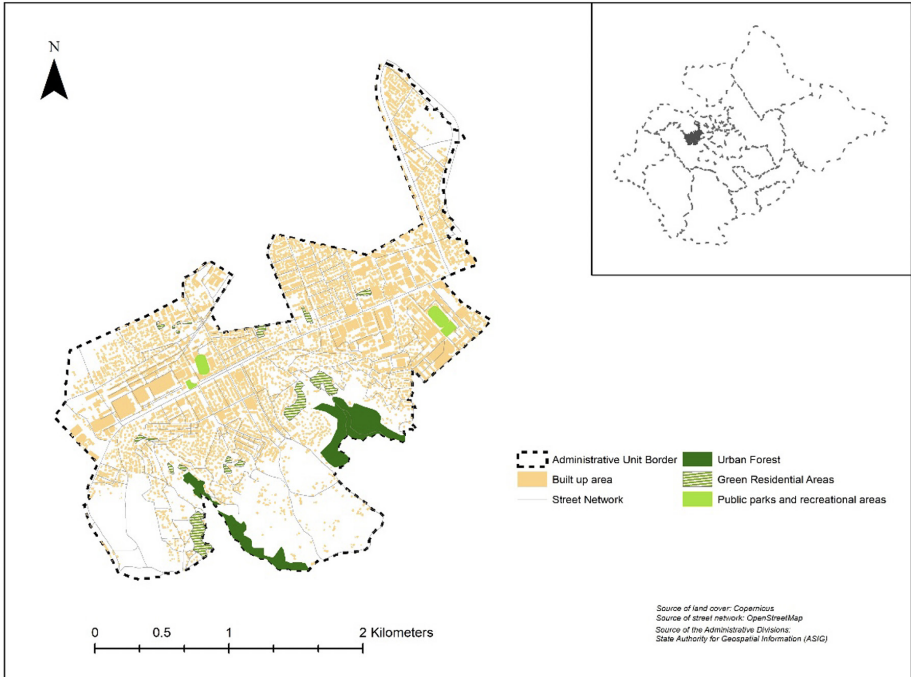 N
Administrative Unit Border
Built up area
Street Network
Urban Forest
Green Residential Areas
Public parks and recreational areas
0 0.5 1 2 Kilometers
Source of land cover: Copernicus
Source of street network: OpenStreetMap
Source of the Administrative Divisions:
State Authority for Geospatial Information (ASIG)